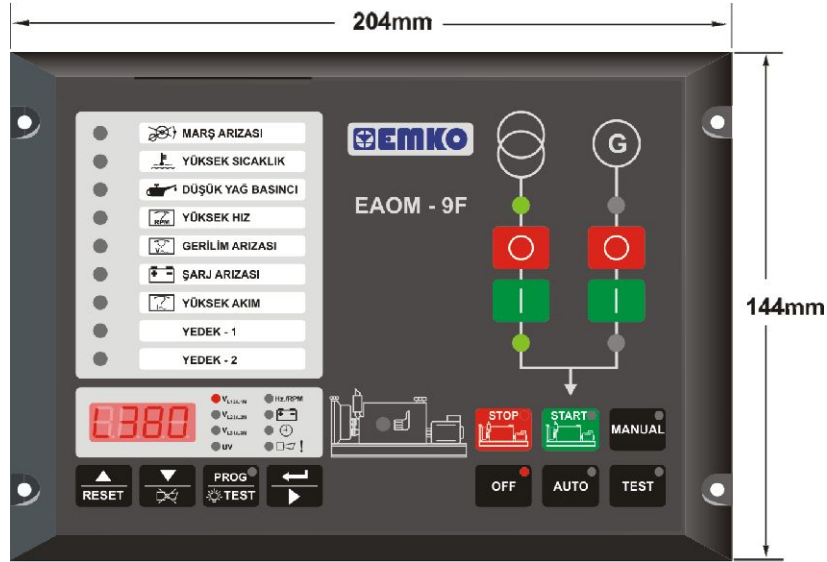 204mm
144mm
EMKO
EAOM - 9F
G
MARŞ ARIZASI
YÜKSEK SICAKLIK
DÜŞÜK YAĞ BASINCI
RPM
YÜKSEK HIZ
V
GERİLİM ARIZASI
ŞARJ ARIZASI
YÜKSEK AKIM
YEDEK - 1
YEDEK - 2
L380
Hz./RPM
UV
STOP
START
MANUAL
RESET
PROG
TEST
OFF
AUTO
TEST